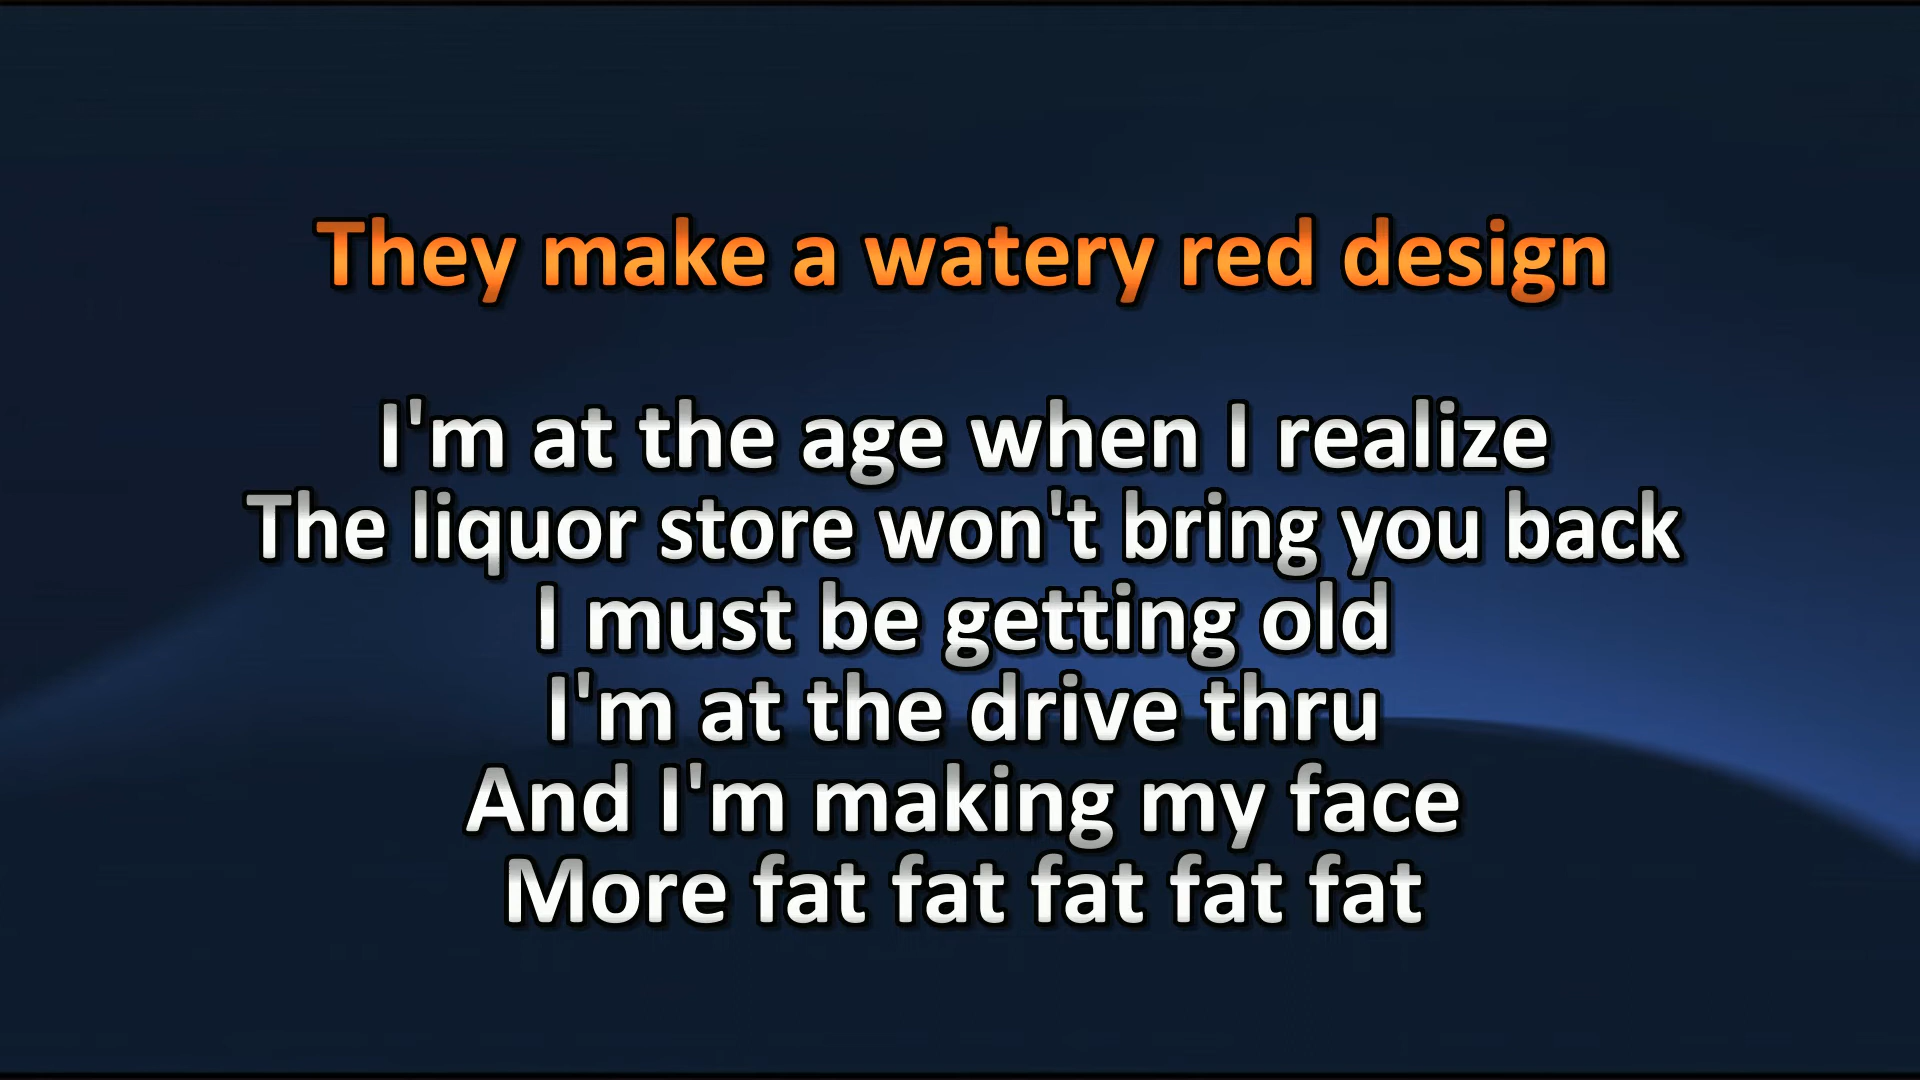 They make a watery red design
I'm at the age when I realize
The liquor store won't bring you back
I must be getting old
I'm at the drive thru
And I'm making my face
More fat fat fat fat fat